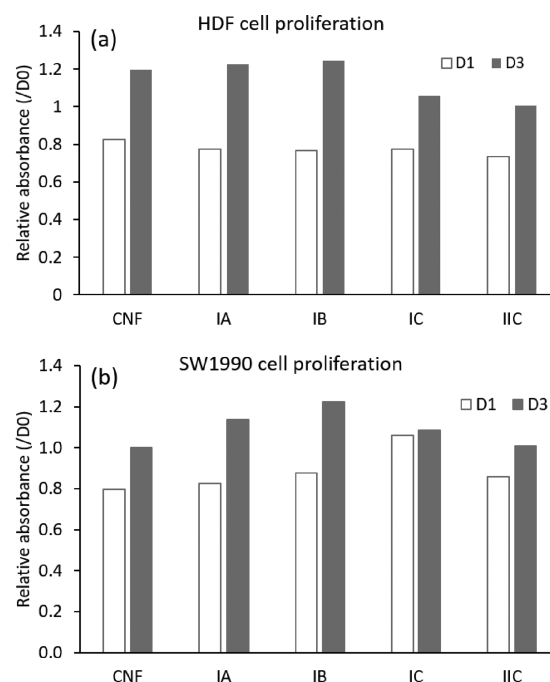 HDF cell proliferation
(a)
D1 D3
Relative absorbance (/D0)
1.4
1.2
1
0.8
0.6
0.4
0.2
0
CNF IA IB IC IIC
SW1990 cell proliferation
(b)
D1 D3
Relative absorbance (/D0)
1.4
1.2
1.0
0.8
0.6
0.4
0.2
0.0
CNF IA IB IC IIC